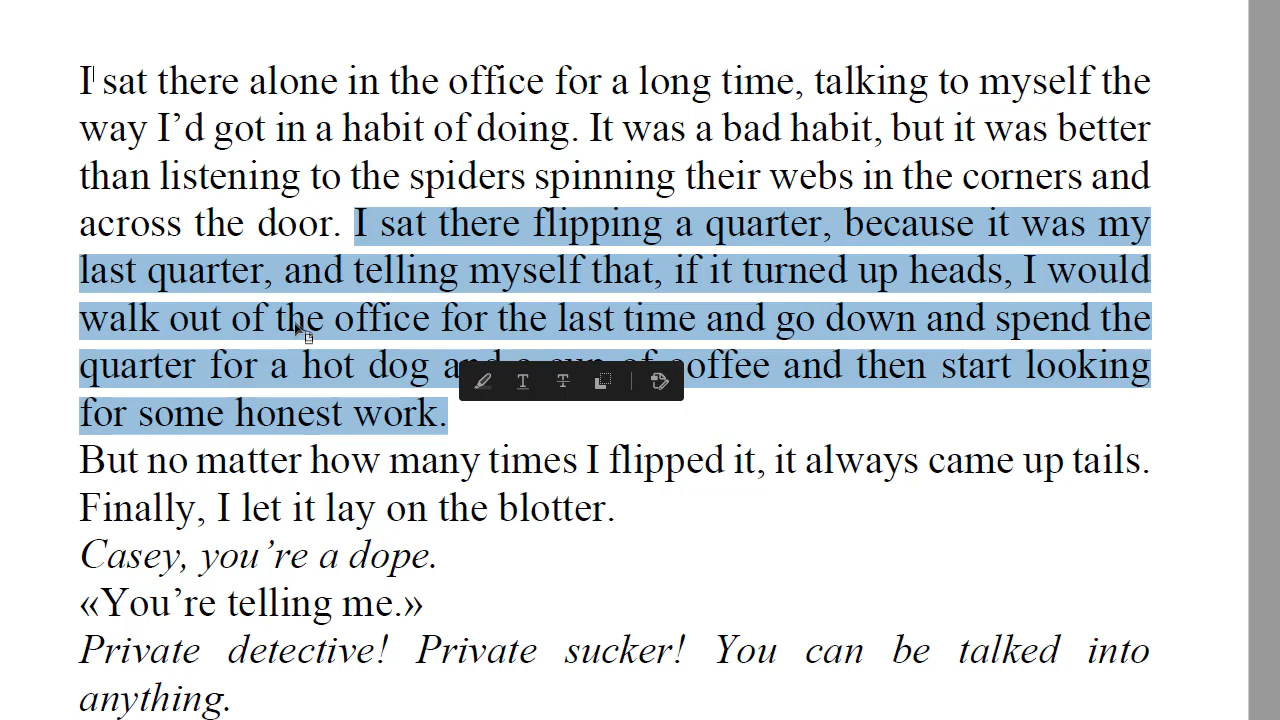 I sat there alone in the office for a long time, talking to myself the
way I’d got in a habit of doing. It was a bad habit, but it was better
than listening to the spiders spinning their webs in the corners and
across the door. I sat there flipping a quarter, because it was my
last quarter, and telling myself that, if it turned up heads, I would
walk out of the office for the last time and go down and spend the
quarter for a hot dog and a cup of coffee and then start looking
for some honest work.
But no matter how many times I flipped it, it always came up tails.
Finally, I let it lay on the blotter.
Casey, you’re a dope.
«You’re telling me.»
Private detective! Private sucker! You can be talked into
anything.